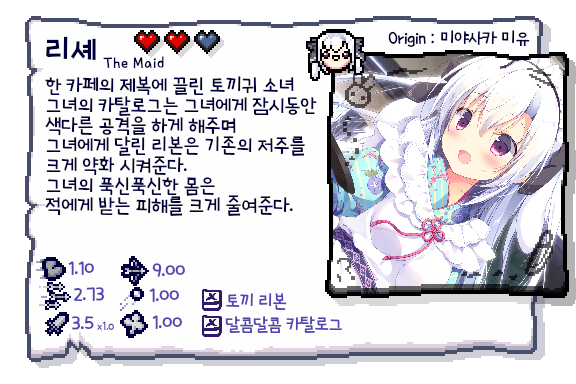 리셰
The Maid
Origin : 미야사카 미유
한 카페의 제복에 끌린 토끼귀 소녀
그녀의 카탈로그는 그녀에게 잠시동안
색다른 공격을 하게 해주며
그녀에게 달린 리본은 기존의 저주를
크게 약화 시켜준다.
그녀의 푹신푹신한 몸은
적에게 받는 피해를 크게 줄여준다.
1.10 9.00
2.73 1.00 토끼 리본
3.5 x1.0 1.00 달콤달콤 카탈로그